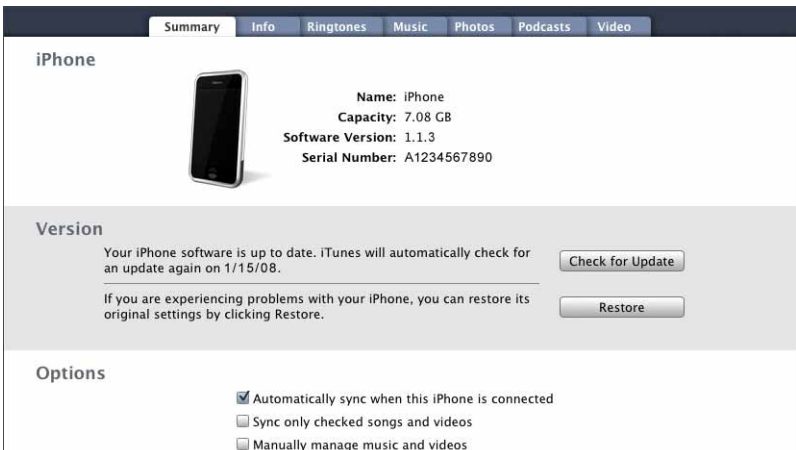 Summary Info Ringtones Music Photos Podcasts Video
iPhone
Name: iPhone
Capacity: 7.08 GB
Software Version: 1.1.3
Serial Number: A1234567890
Version
Your iPhone software is up to date. iTunes will automatically check for
an update again on 1/15/08.
Check for Update
If you are experiencing problems with your iPhone, you can restore its
original settings by clicking Restore.
Restore
Options
Automatically sync when this iPhone is connected
Sync only checked songs and videos
Manually manage music and videos